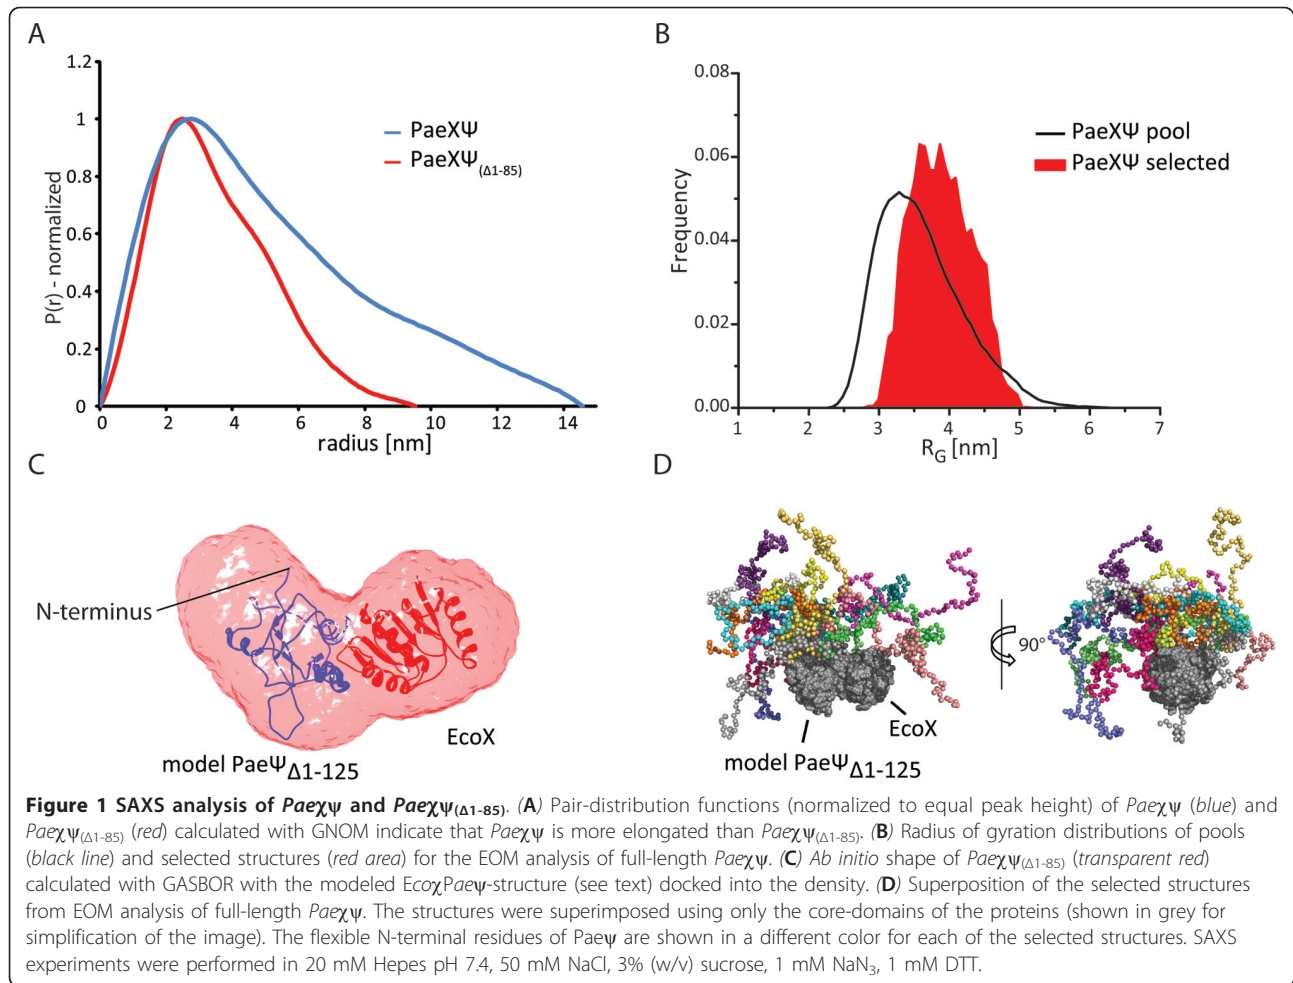 A
1.2
1
0.8
0.6
0.4
0.2
0
P(r) - normalized
PaeXΨ
PaeXΨ(Δ1-85)
0 2 4 6 8 10 12 14
radius [nm]
B
0.08
0.06
0.04
0.02
0.00
Frequency
PaeXΨ pool
PaeXΨ selected
1 2 3 4 5 6 7
RG [nm]
C
N-terminus
EcoX
model PaeΨΔ1-125
D
90°
EcoX
model PaeΨΔ1-125
Figure 1 SAXS analysis of Paeχψ and Paeχψ(Δ1-85). (A) Pair-distribution functions (normalized to equal peak height) of Paeχψ (blue) and
Paeχψ(Δ1-85) (red) calculated with GNOM indicate that Paeχψ is more elongated than Paeχψ(Δ1-85). (B) Radius of gyration distributions of pools
(black line) and selected structures (red area) for the EOM analysis of full-length Paeχψ. (C) Ab initio shape of Paeχψ(Δ1-85) (transparent red)
calculated with GASBOR with the modeled EcoχPaeψ-structure (see text) docked into the density. (D) Superposition of the selected structures
from EOM analysis of full-length Paeχψ. The structures were superimposed using only the core-domains of the proteins (shown in grey for
simplification of the image). The flexible N-terminal residues of Paeψ are shown in a different color for each of the selected structures. SAXS
experiments were performed in 20 mM Hepes pH 7.4, 50 mM NaCl, 3% (w/v) sucrose, 1 mM NaN3, 1 mM DTT.